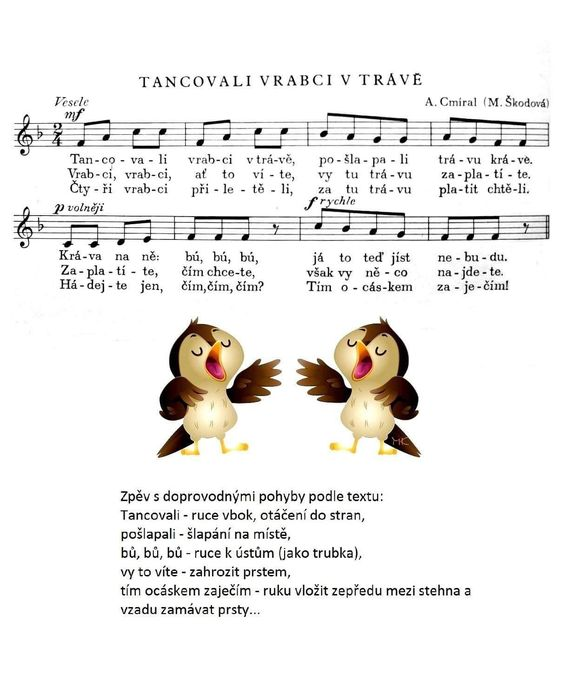 TANCOVALI VRABCI V TRÁVĚ
Vesele
A. Cmíral (M. Škodová)
mf
2/4
Tan-co-va-li vrab-ci v trá-vě, po-šla-pa-li trá-vu krá-vě.
Vrab-ci, vrab-ci, ať to ví-te, vy tu trá-vu za-pla-tí-te.
Čty-ři vrab-ci při-le-tě-li, za tu trá-vu pla-tit chtě-li.
p volněji f rychle
Krá-va na ně: bú, bú, bú, já to teď jíst ne-bu-du.
Za-pla-tí-te, čím chce-te, však vy ně-co na-jde-te.
Há-dej-te jen, čím, čím, čím? Tím o-cás-kem za-je-čím!
MK
Zpěv s doprovodnými pohyby podle textu:
Tancovali - ruce vbok, otáčení do stran,
pošlapali - šlapání na místě,
bů, bů, bů - ruce k ústům (jako trubka),
vy to víte - zahrozit prstem,
tím ocáskem zaječím - ruku vložit zepředu mezi stehna a
vzadu zamávat prsty...